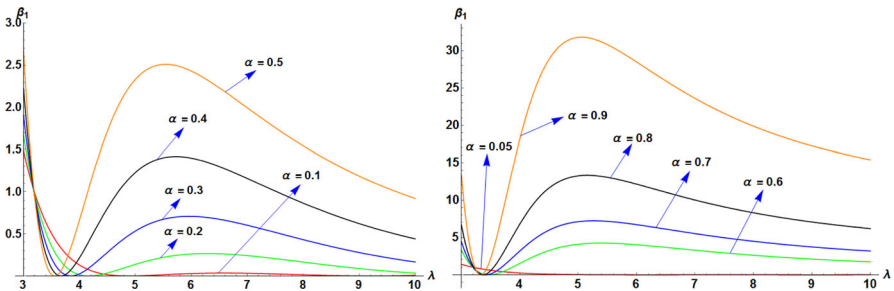 β1
3.0
2.5
2.0
1.5
1.0
0.5
α = 0.5
α = 0.4
α = 0.3
α = 0.2
α = 0.1
3 4 5 6 7 8 9 10 λ
β1
30
25
20
15
10
5
α = 0.05
α = 0.9
α = 0.8
α = 0.7
α = 0.6
4 5 6 7 8 9 10 λ